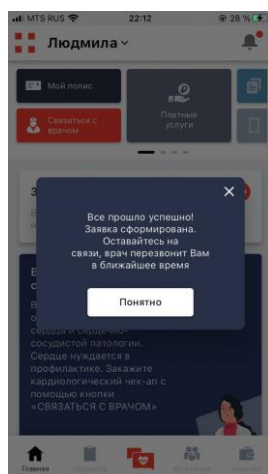 MTS RUS 22:12 28 %
Людмила
Мой полис
Связаться с
врачом
Платные
услуги
Все прошло успешно!
Заявка сформирована.
Оставайтесь на
связи, врач перезвонит Вам
в ближайшее время
Понятно
сердца и сердечно-
сосудистой патологии.
Сердце нуждается в
профилактике. Закажите
кардиологический чек-ап с
помощью кнопки
«СВЯЗАТЬСЯ С ВРАЧОМ»
Главная